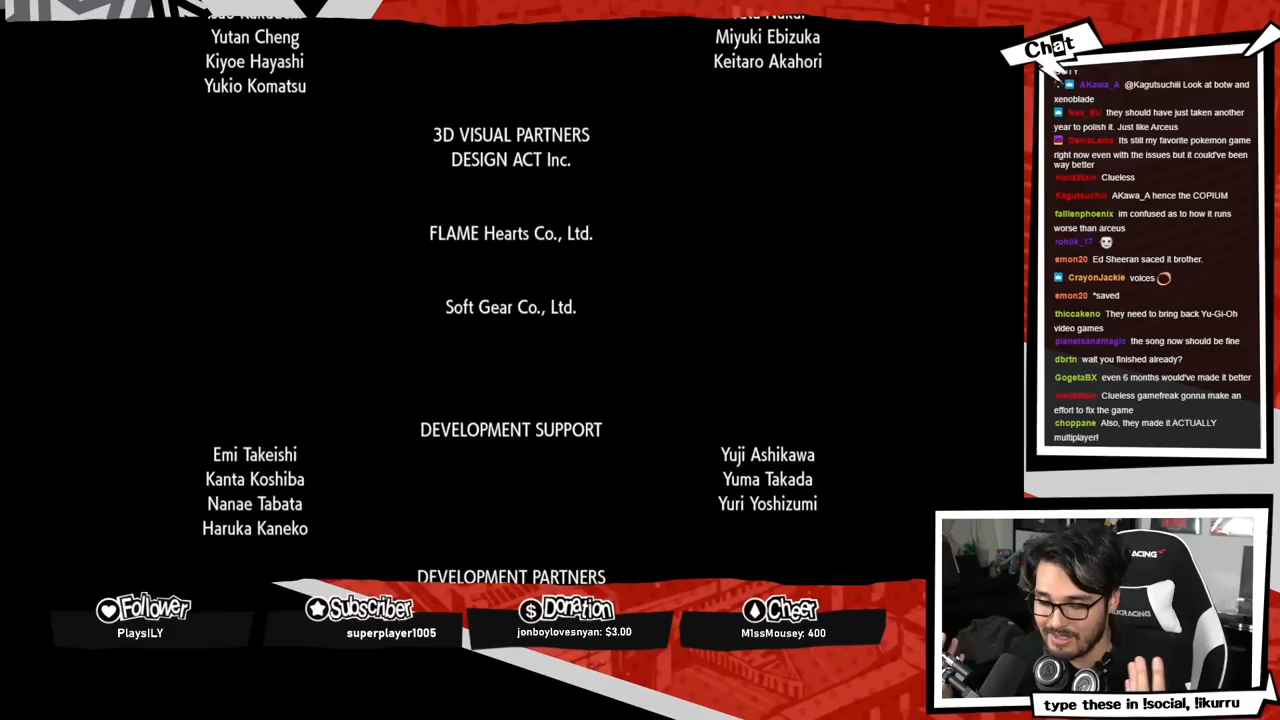 Yutan Cheng
Kiyoe Hayashi
Yukio Komatsu
Miyuki Ebizuka
Keitaro Akahori
3D VISUAL PARTNERS
DESIGN ACT Inc.
FLAME Hearts Co., Ltd.
Soft Gear Co., Ltd.
DEVELOPMENT SUPPORT
Emi Takeishi
Kanta Koshiba
Nanae Tabata
Haruka Kaneko
Yuji Ashikawa
Yuma Takada
Yuri Yoshizumi
DEVELOPMENT PARTNERS
Chat
AKawa_A @Kagutsuchiii Look at botw and
xenoblade
they should have just taken another
year to polish it. Just like Arceus
Its still my favorite pokemon game
right now even with the issues but it could've been
way better
Clueless
AKawa_A hence the COPIUM
falllenphoenix im confused as to how it runs
worse than arceus
rohlik_17
emon20 Ed Sheeran saced it brother.
CrayonJackie voices
emon20 *saved
thiccakeno They need to bring back Yu-Gi-Oh
video games
planetsandmagic the song now should be fine
dbrtn wait you finished already?
GogetaBX even 6 months would've made it better
Clueless gamefreak gonna make an
effort to fix the game
choppane Also, they made it ACTUALLY
multiplayer!
Follower
PlaysILY
Subscriber
superplayer1005
Donation
jonboylovesnyan: $3.00
Cheer
M1ssMousey: 400
RACING
AKRACING
type these in !social, !ikurru